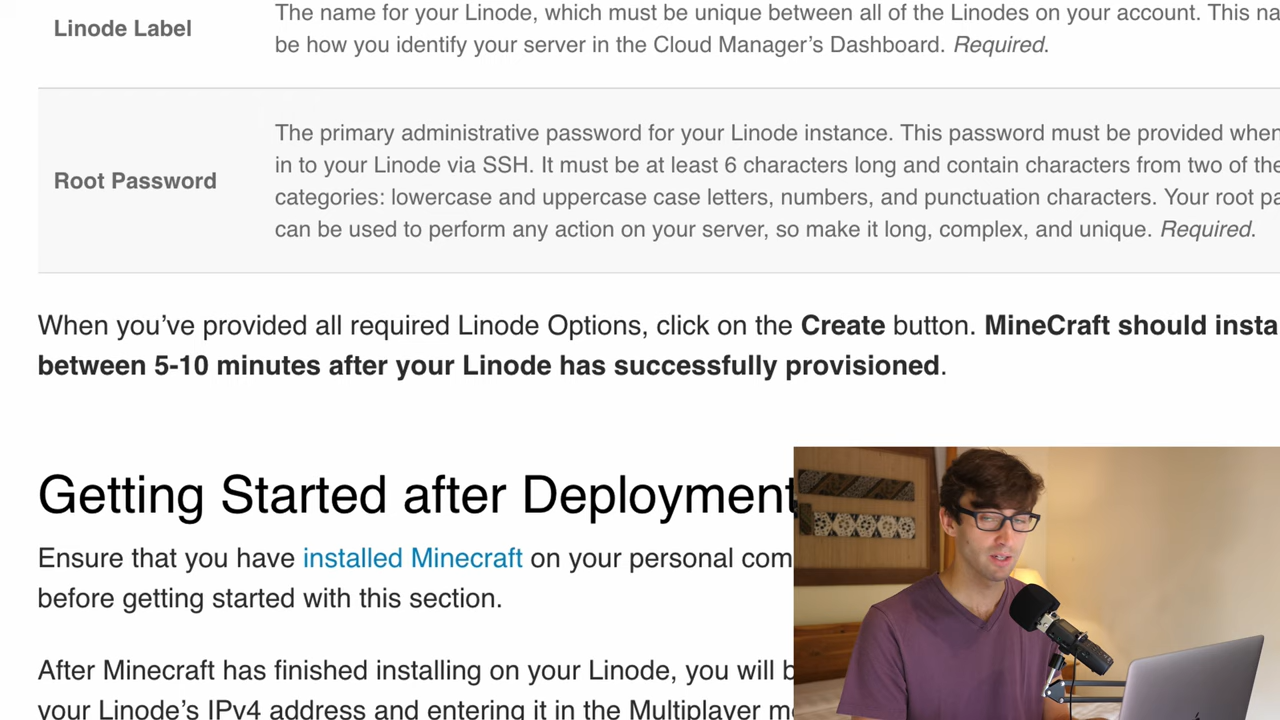 The name for your Linode, which must be unique between all of the Linodes on your account. This
Linode Label
be how you identify your server in the Cloud Manager's Dashboard. Required.
The primary administrative password for your Linode instance. This password must be provided when
in to your Linode via SSH. It must be at least 6 characters long and contain characters from two of the
Root Password
categories: lowercase and uppercase case letters, numbers, and punctuation characters. Your root
can be used to perform any action on your server, so make it long, complex, and unique. Required.
When you've provided all required Linode Options, click on the Create button. MineCraft should
between 5-10 minutes after your Linode has successfully provisioned.
Getting Started after Deployment
Ensure that you have installed Minecraft on your personal
before getting started with this section.
After Minecraft has finished installing on your Linode, you will
your Linode's IPv4 address and entering it in the Multiplayer